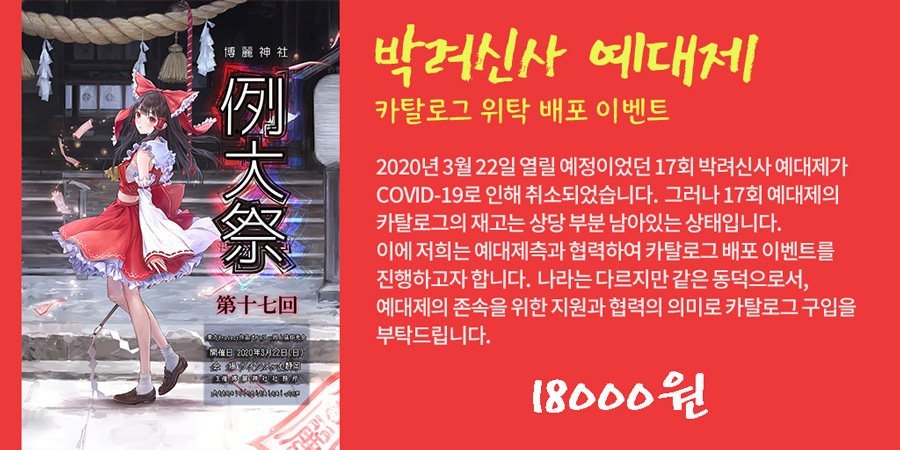 博麗神社
例大祭
第十七回
開催日 2020年3月22日(日)
박려신사 예대제
카탈로그 위탁 배포 이벤트
2020년 3월 22일 열릴 예정이었던 17회 박려신사 예대제가
COVID-19로 인해 취소되었습니다. 그러나 17회 예대제의
카탈로그의 재고는 상당 부분 남아있는 상태입니다.
이에 저희는 예대제측과 협력하여 카탈로그 배포 이벤트를
진행하고자 합니다. 나라는 다르지만 같은 동덕으로서,
예대제의 존속을 위한 지원과 협력의 의미로 카탈로그 구입을
부탁드립니다.
18000원